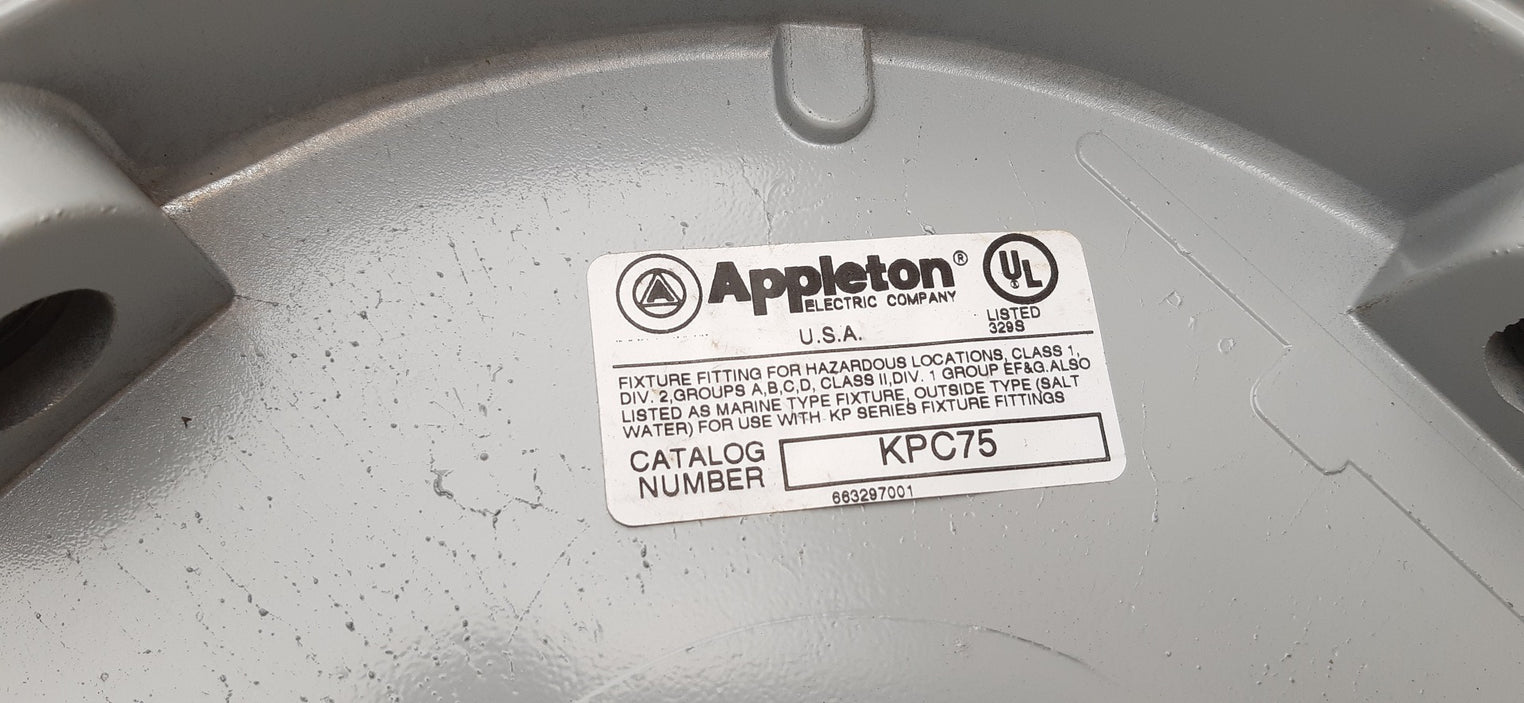 A Appleton® UL
ELECTRIC COMPANY
U.S.A.
LISTED
329S
FIXTURE FITTING FOR HAZARDOUS LOCATIONS, CLASS 1,
DIV. 2,GROUPS A,B,C,D, CLASS II,DIV. 1 GROUP EF&G.ALSO
LISTED AS MARINE TYPE FIXTURE, OUTSIDE TYPE (SALT
WATER) FOR USE WITH KP SERIES FIXTURE FITTINGS
CATALOG
NUMBER
KPC75
663297001